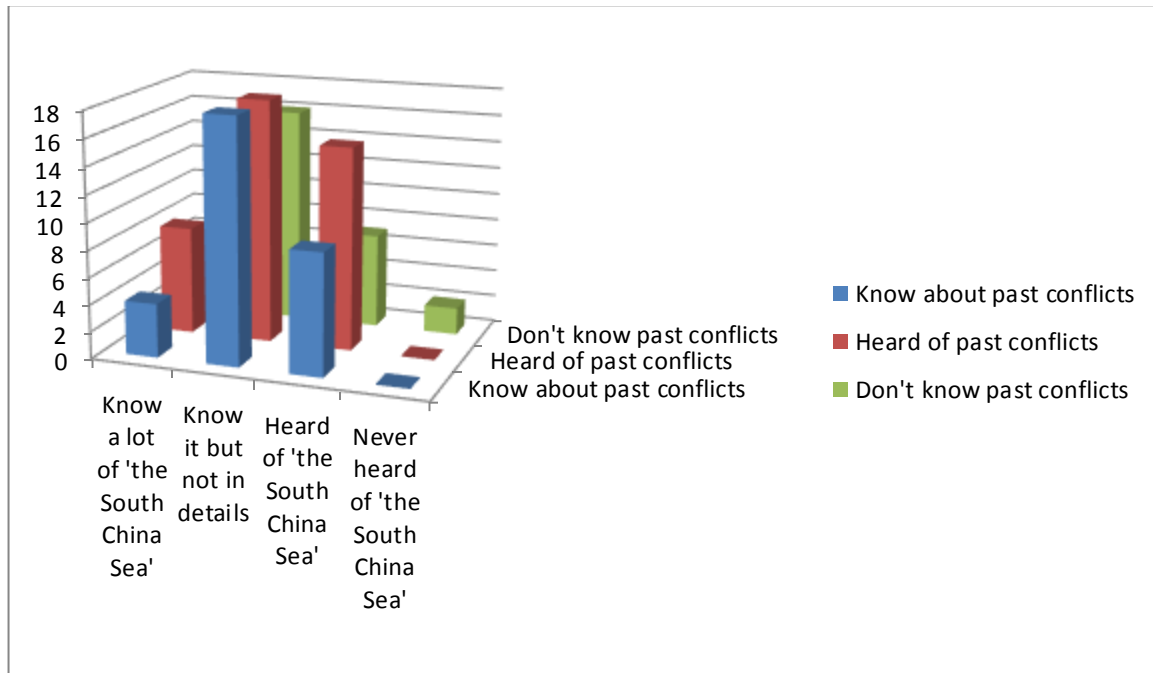 18
16
14
12
10
8
6
4
2
0
Know
a lot
of 'the
South
China
Sea'
Know
it but
not in
details
Heard
of 'the
South
China
Sea'
Never
heard
of 'the
South
China
Sea'
Don't know past conflicts
Heard of past conflicts
Know about past conflicts
Know about past conflicts
Heard of past conflicts
Don't know past conflicts